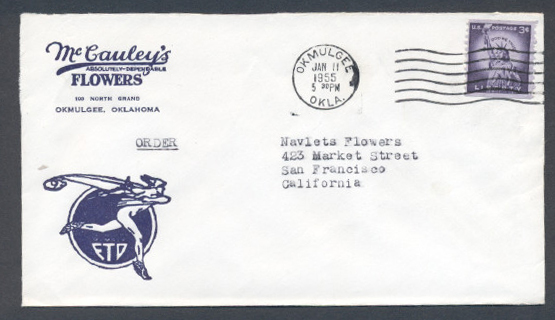 McCauley's
ABSOLUTELY-DEPENDABLE
FLOWERS
108 NORTH GRAND
OKMULGEE, OKLAHOMA
OKMULGEE
JAN 11
1955
5 30PM
OKLA.
U.S. POSTAGE 3¢
ORDER
Navlets Flowers
423 Market Street
San Francisco
California
FTD